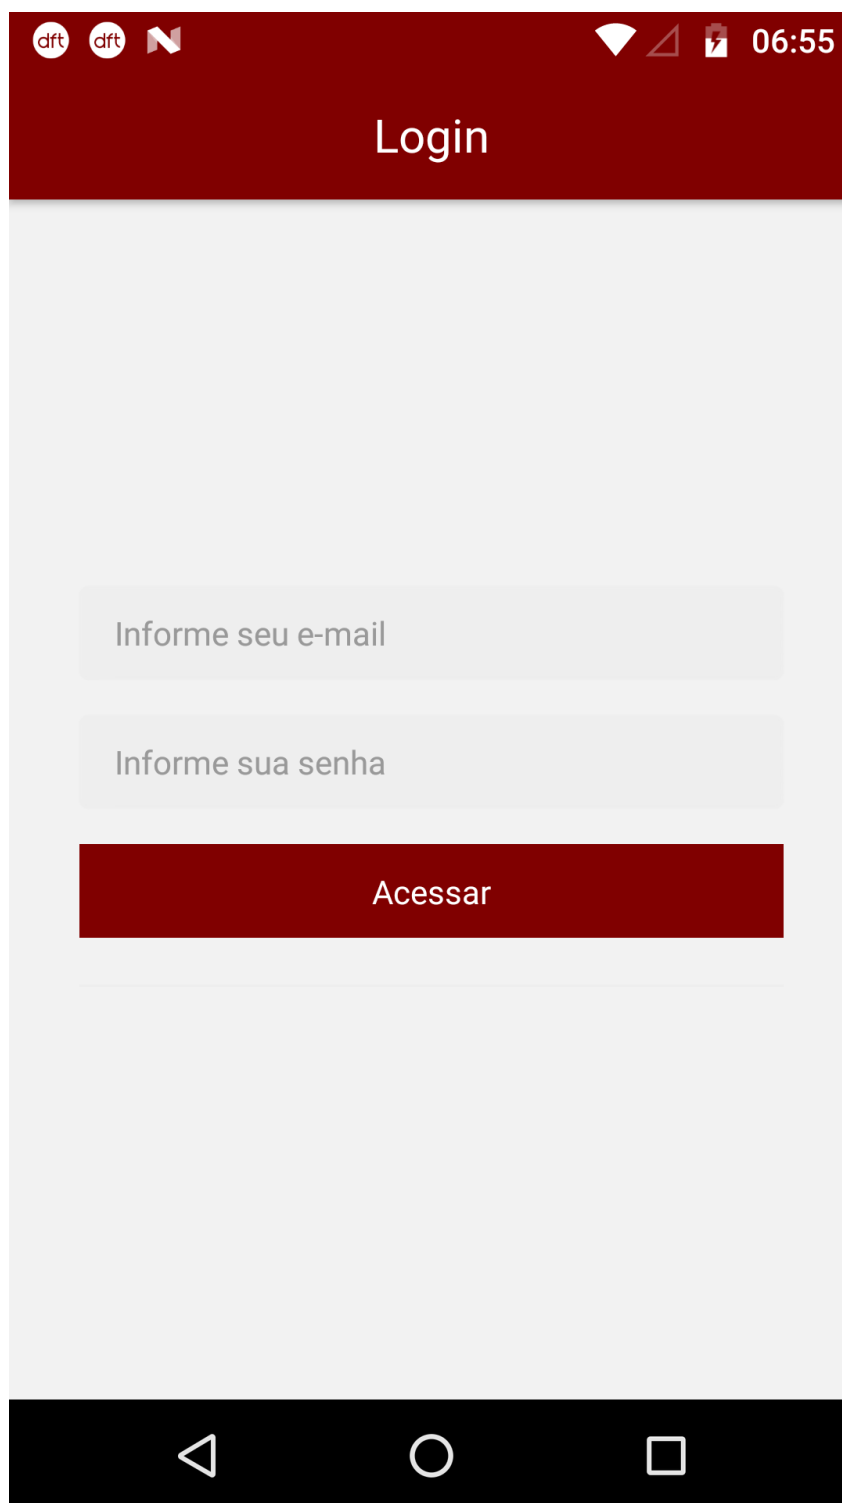 dft dft 06:55
Login
Informe seu e-mail
Informe sua senha
Acessar